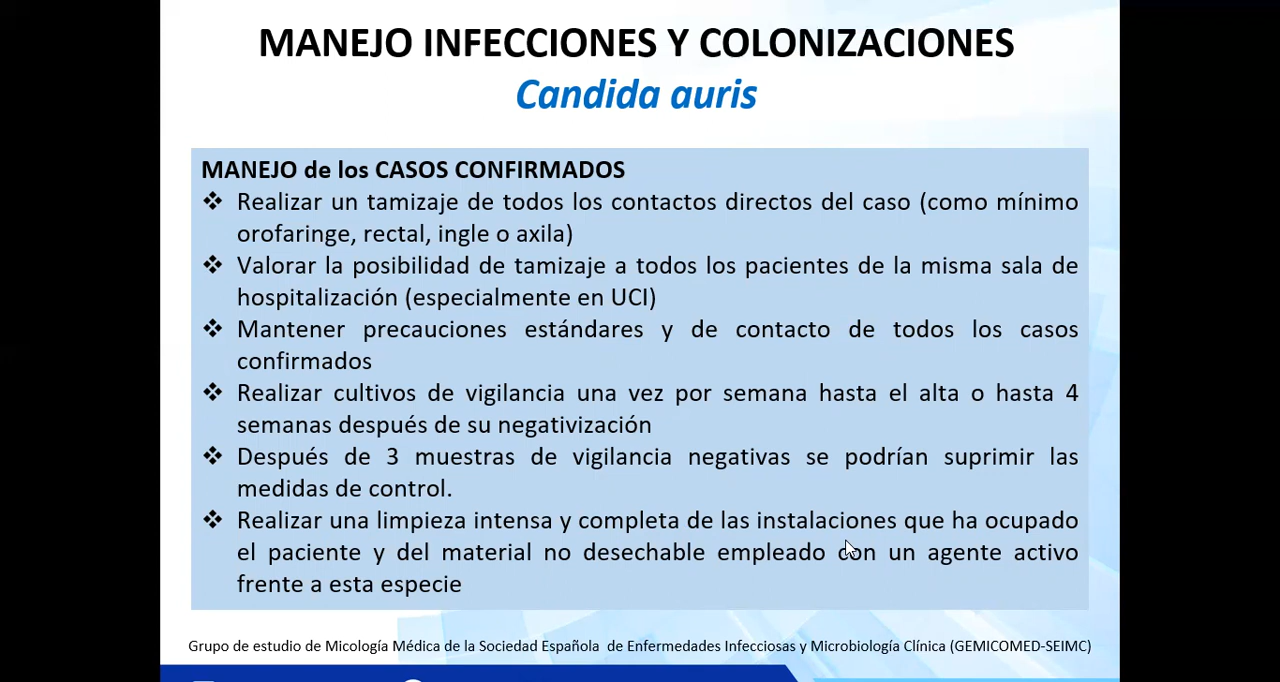 MANEJO INFECCIONES Y COLONIZACIONES
Candida auris
MANEJO de los CASOS CONFIRMADOS
❖ Realizar un tamizaje de todos los contactos directos del caso (como mínimo
orofaringe, rectal, ingle o axila)
❖ Valorar la posibilidad de tamizaje a todos los pacientes de la misma sala de
hospitalización (especialmente en UCI)
❖ Mantener precauciones estándares y de contacto de todos los casos
confirmados
❖ Realizar cultivos de vigilancia una vez por semana hasta el alta o hasta 4
semanas después de su negativización
❖ Después de 3 muestras de vigilancia negativas se podrían suprimir las
medidas de control.
❖ Realizar una limpieza intensa y completa de las instalaciones que ha ocupado
el paciente y del material no desechable empleado con un agente activo
frente a esta especie
Grupo de estudio de Micología Médica de la Sociedad Española de Enfermedades Infecciosas y Microbiología Clínica (GEMICOMED-SEIMC)